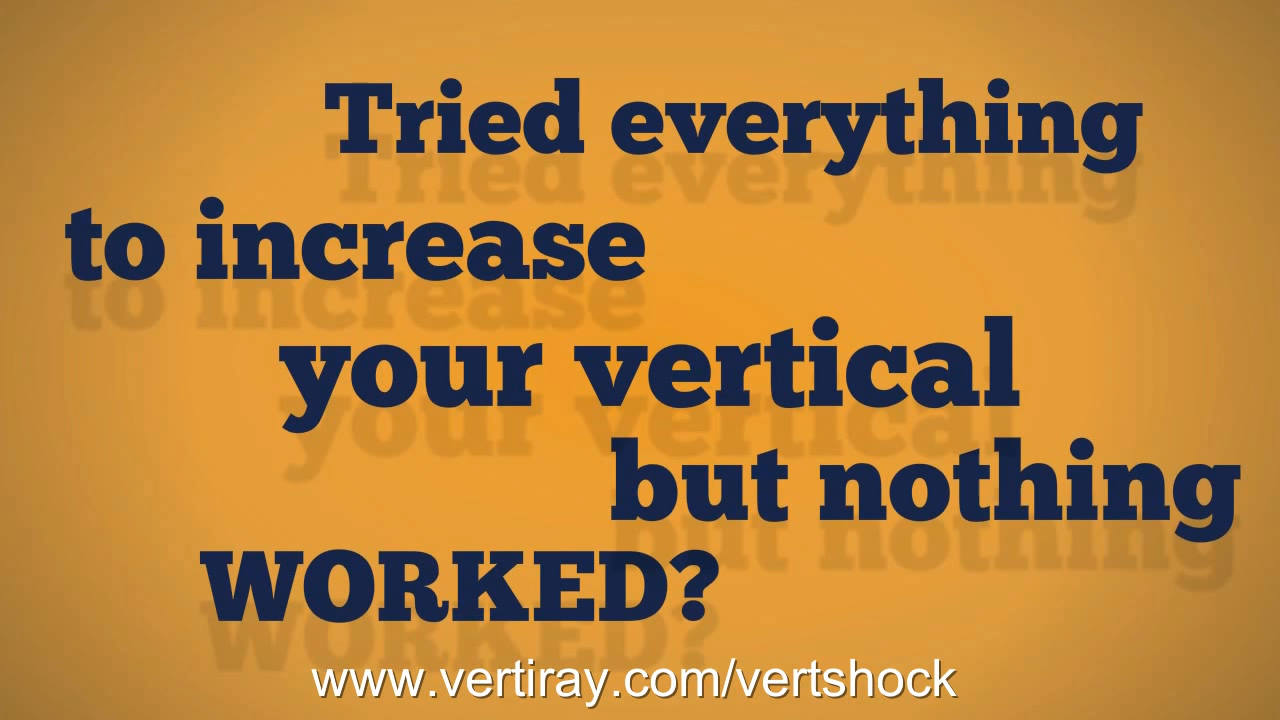 Tried everything
to increase
your vertical
but nothing
WORKED?
www.vertiray.com/vertshock